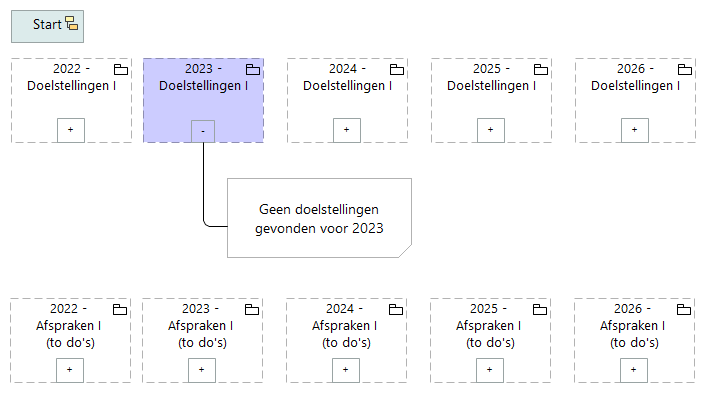 Start
2022 -
Doelstellingen I
+
2023 -
Doelstellingen I
-
2024 -
Doelstellingen I
+
2025 -
Doelstellingen I
+
2026 -
Doelstellingen I
+
Geen doelstellingen
gevonden voor 2023
2022 -
Afspraken I
(to do's)
+
2023 -
Afspraken I
(to do's)
+
2024 -
Afspraken I
(to do's)
+
2025 -
Afspraken I
(to do's)
+
2026 -
Afspraken I
(to do's)
+